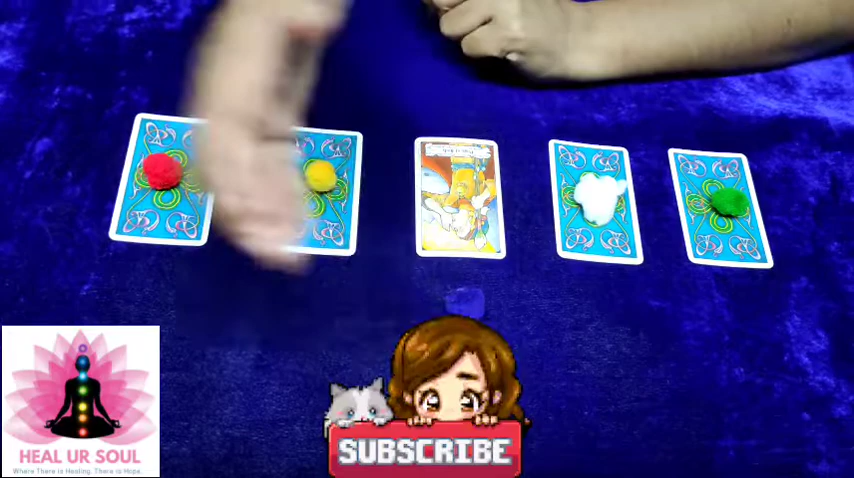 HEAL UR SOUL
Where There is Healing. There is Hope.
SUBSCRIBE